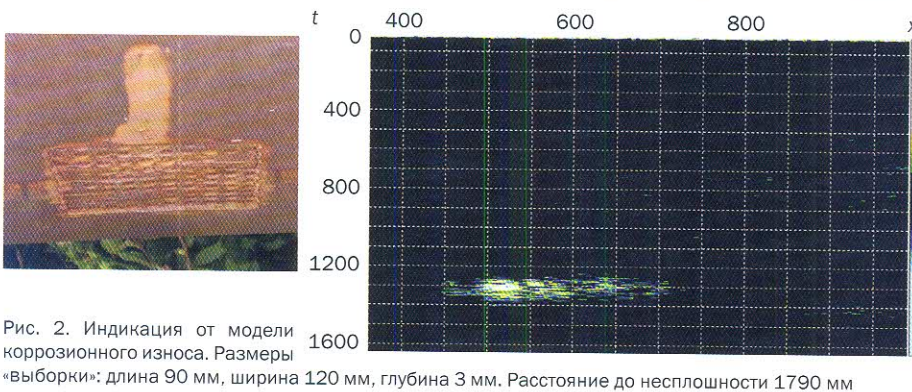 t 400 600 800 x
0
400
800
1200
1600
Рис. 2. Индикация от модели
коррозионного износа. Размеры
«выборки»: длина 90 мм, ширина 120 мм, глубина 3 мм. Расстояние до несплошности 1790 мм